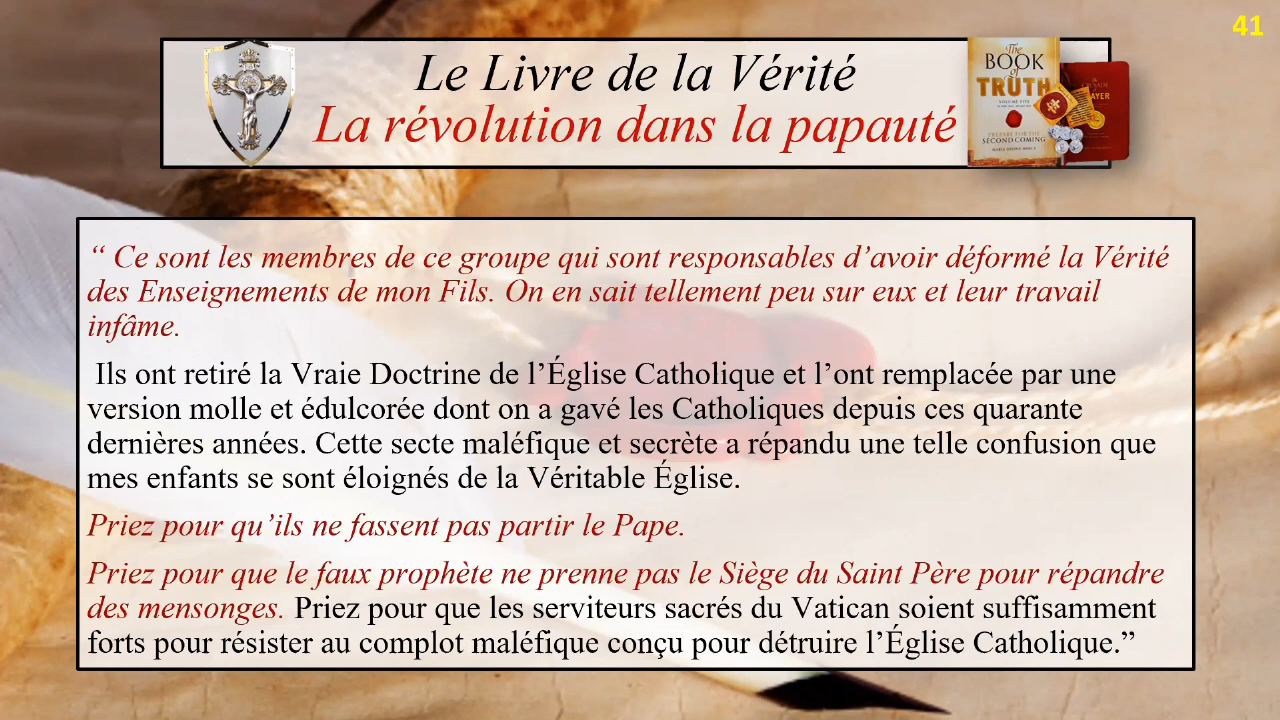 41
Le Livre de la Vérité
La révolution dans la papauté
The
BOOK
of
TRUTH
VOLUME FIVE
PREPARE FOR THE
SECOND COMING
“ Ce sont les membres de ce groupe qui sont responsables d’avoir déformé la Vérité
des Enseignements de mon Fils. On en sait tellement peu sur eux et leur travail
infâme.
Ils ont retiré la Vraie Doctrine de l’Église Catholique et l’ont remplacée par une
version molle et édulcorée dont on a gavé les Catholiques depuis ces quarante
dernières années. Cette secte maléfique et secrète a répandu une telle confusion que
mes enfants se sont éloignés de la Véritable Église.
Priez pour qu’ils ne fassent pas partir le Pape.
Priez pour que le faux prophète ne prenne pas le Siège du Saint Père pour répandre
des mensonges. Priez pour que les serviteurs sacrés du Vatican soient suffisamment
forts pour résister au complot maléfique conçu pour détruire l’Église Catholique.”